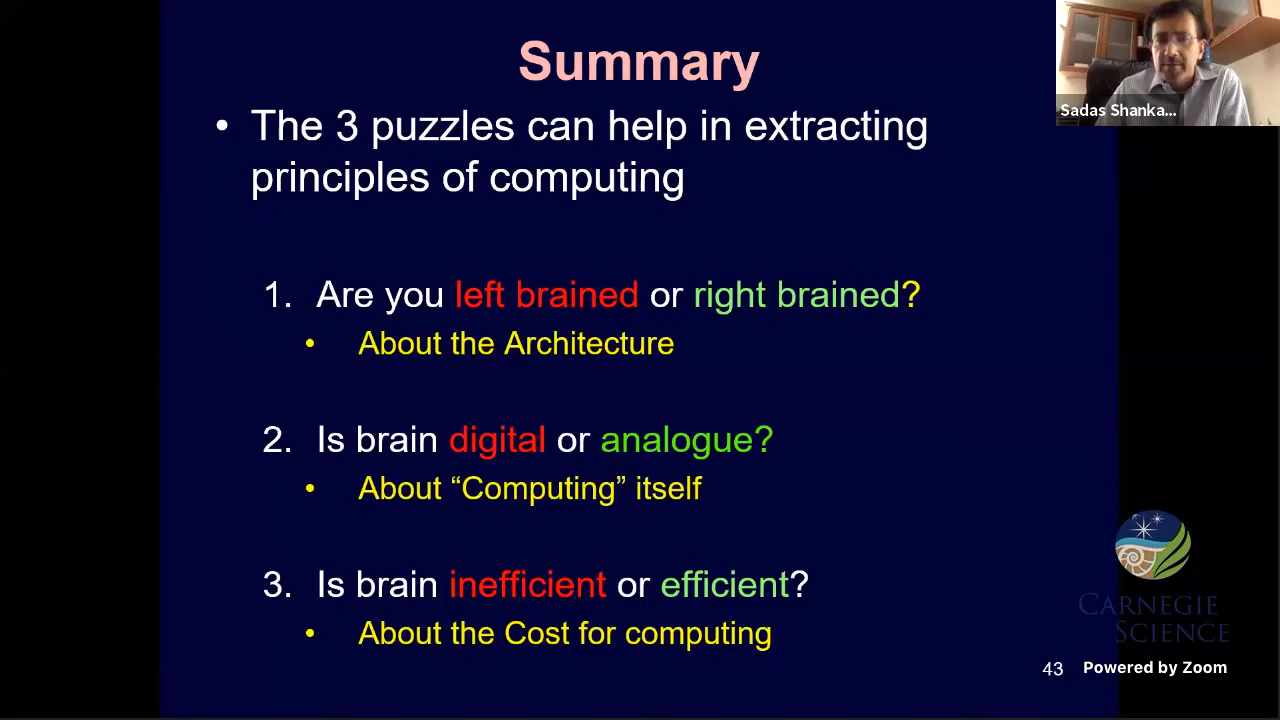 Summary
• The 3 puzzles can help in extracting
principles of computing
1. Are you left brained or right brained?
• About the Architecture
2. Is brain digital or analogue?
• About “Computing” itself
3. Is brain inefficient or efficient?
• About the Cost for computing
Sadas Shanka...
CARNEGIE
SCIENCE
43
Powered by Zoom